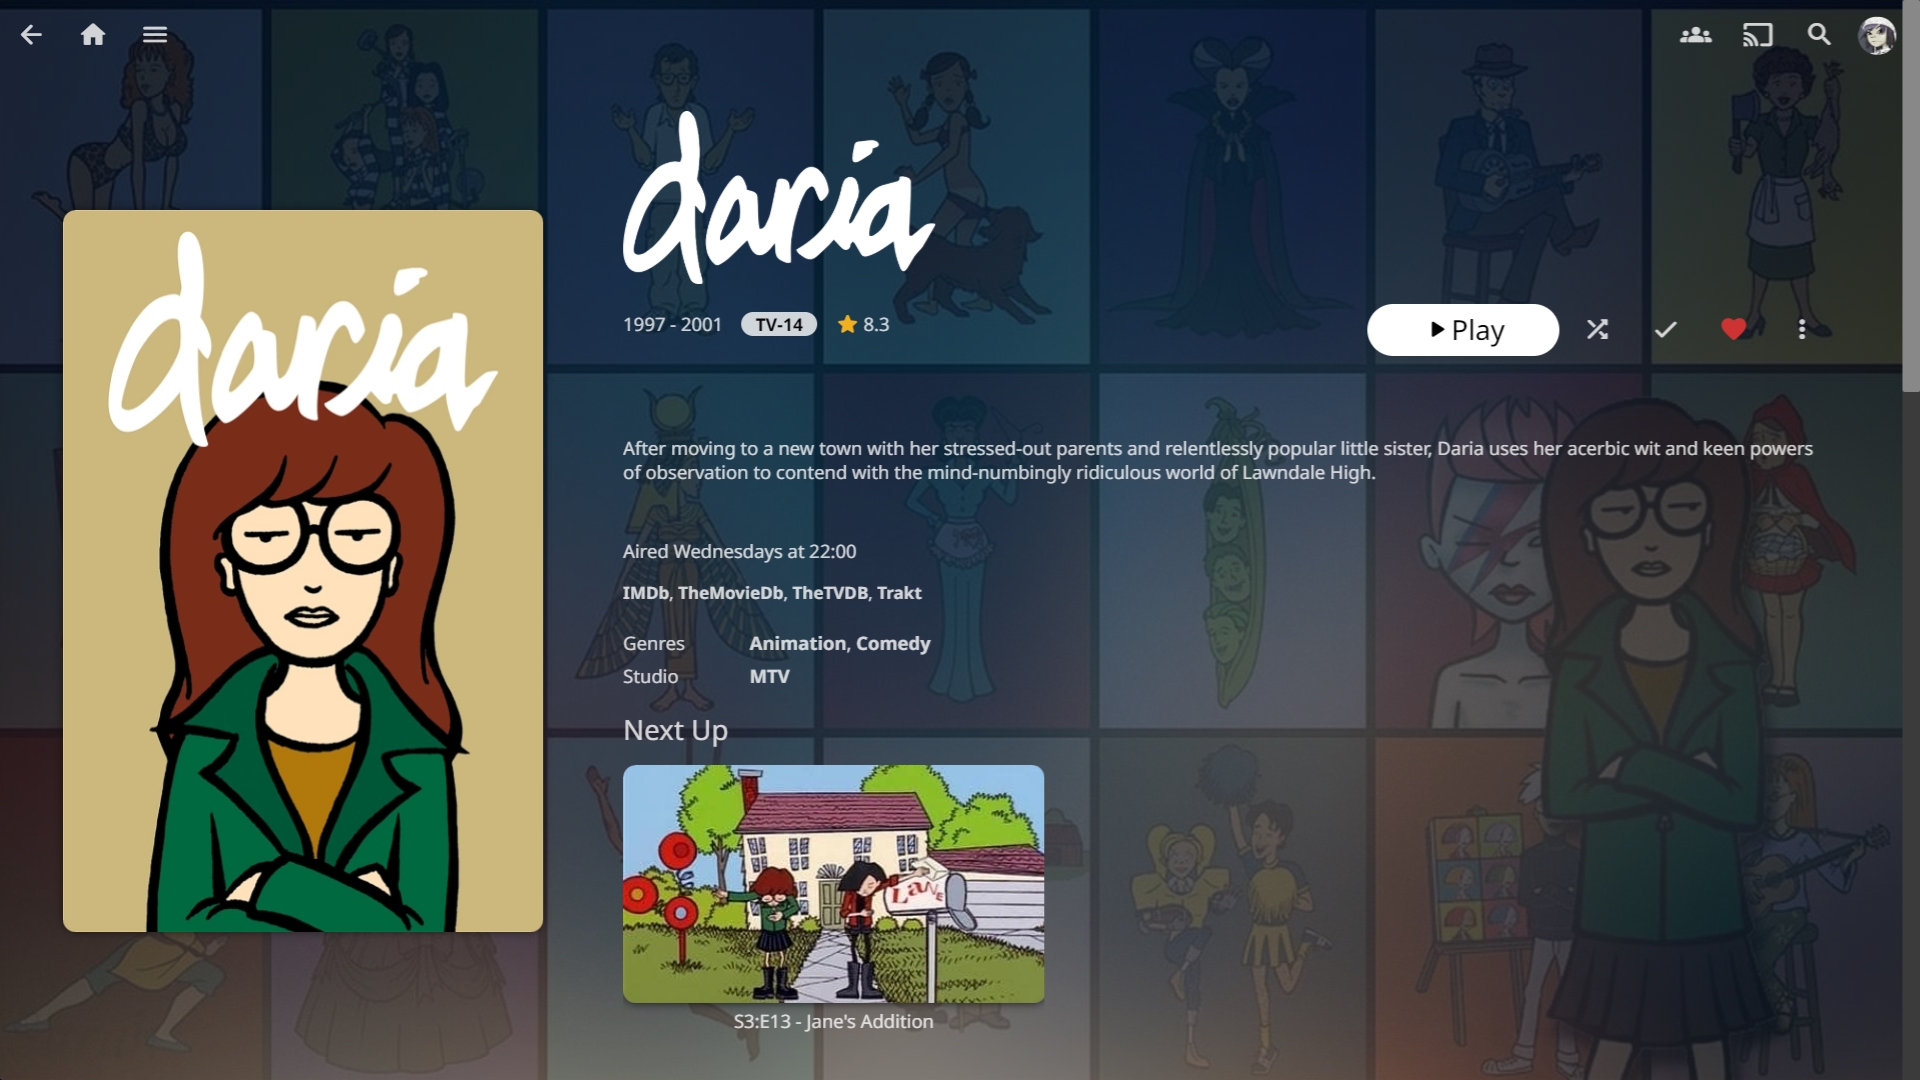 daria
daria
1997 - 2001 TV-14 8.3
Play
After moving to a new town with her stressed-out parents and relentlessly popular little sister, Daria uses her acerbic wit and keen powers
of observation to contend with the mind-numbingly ridiculous world of Lawndale High.
Aired Wednesdays at 22:00
IMDb, TheMovieDb, TheTVDB, Trakt
Genres Animation, Comedy
Studio MTV
Next Up
LaNe
S3:E13 - Jane's Addition